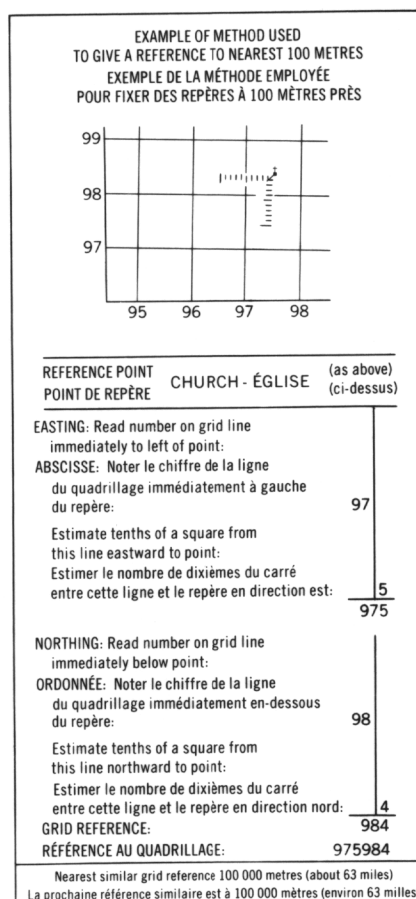 EXAMPLE OF METHOD USED
TO GIVE A REFERENCE TO NEAREST 100 METRES
EXEMPLE DE LA MÉTHODE EMPLOYÉE
POUR FIXER DES REPÈRES À 100 MÈTRES PRÈS
99
98
97
95 96 97 98
REFERENCE POINT
POINT DE REPÈRE
CHURCH - ÉGLISE
(as above)
(ci-dessus)
EASTING: Read number on grid line
immediately to left of point:
ABSCISSE: Noter le chiffre de la ligne
du quadrillage immédiatement à gauche
du repère: 97
Estimate tenths of a square from
this line eastward to point:
Estimer le nombre de dixièmes du carré
entre cette ligne et le repère en direction est: 5
975
NORTHING: Read number on grid line
immediately below point:
ORDONNÉE: Noter le chiffre de la ligne
du quadrillage immédiatement en-dessous
du repère: 98
Estimate tenths of a square from
this line northward to point:
Estimer le nombre de dixièmes du carré
entre cette ligne et le repère en direction nord: 4
GRID REFERENCE: 984
RÉFÉRENCE AU QUADRILLAGE: 975984
Nearest similar grid reference 100 000 metres (about 63 miles)
La prochaine référence similaire est à 100 000 mètres (environ 63 milles